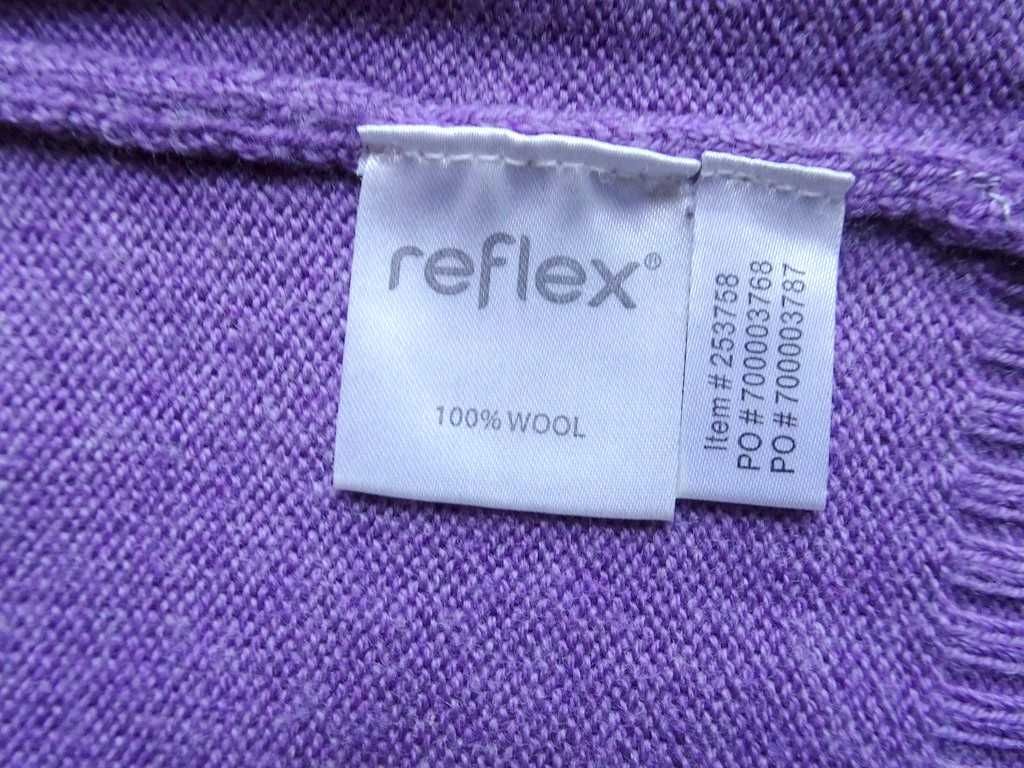 reflex®
100% WOOL
Item # 253758
PO # 700003768
PO # 700003787